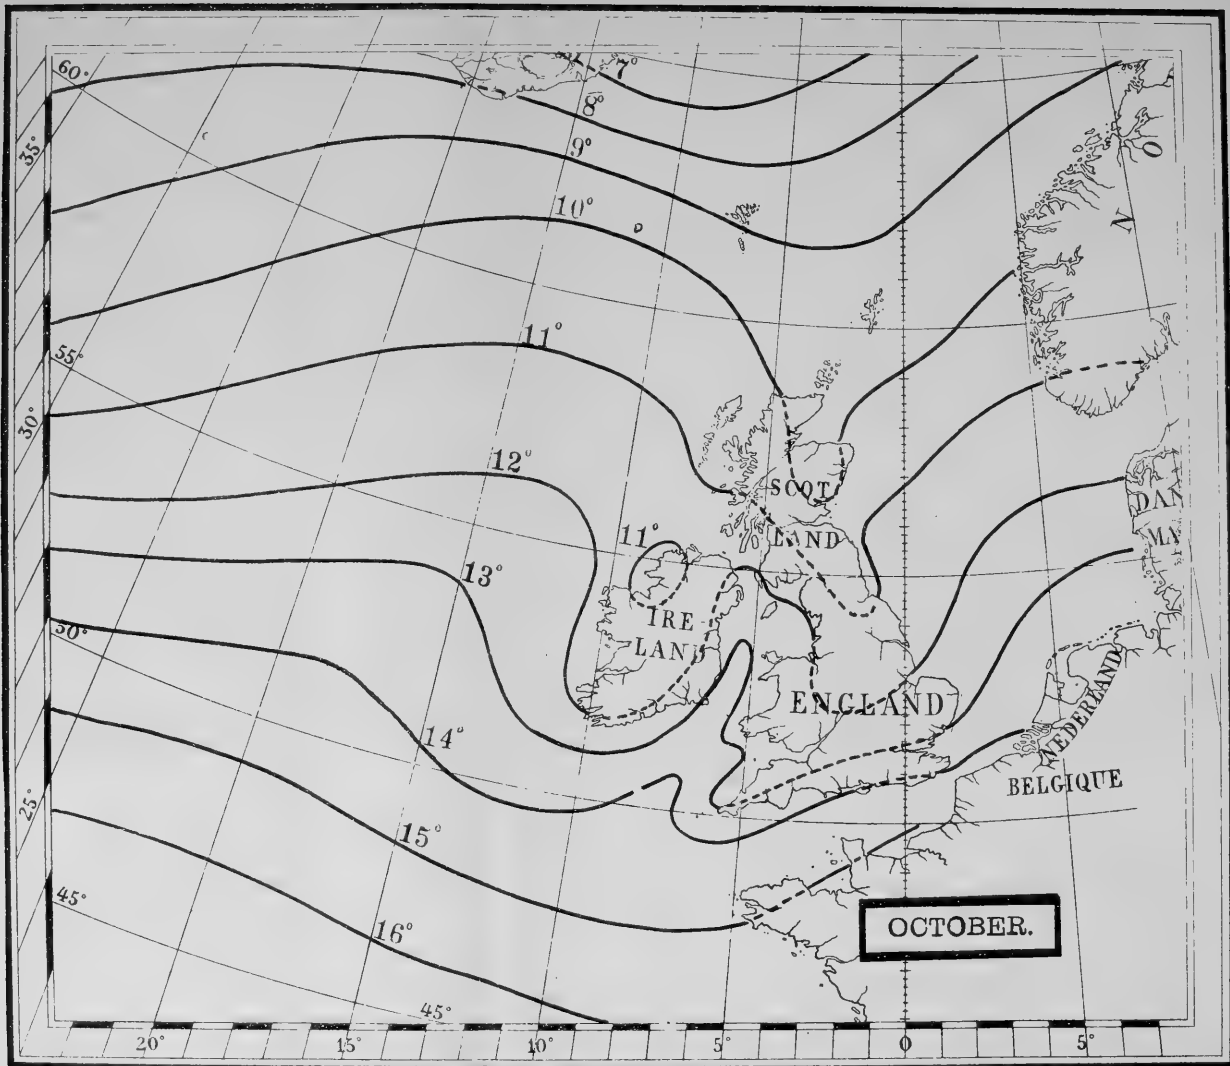 60°
7°
8°
35°
9°
O
10°
N
11°
55°
30°
12°
SCOT
DAN
11°
LAND
MA
13°
IRE-
LAND
50°
ENGLAND
NEDERLAND
14°
BELGIQUE
25°
15°
45°
16°
OCTOBER.
45°
20°
15°
10°
5°
0
5°